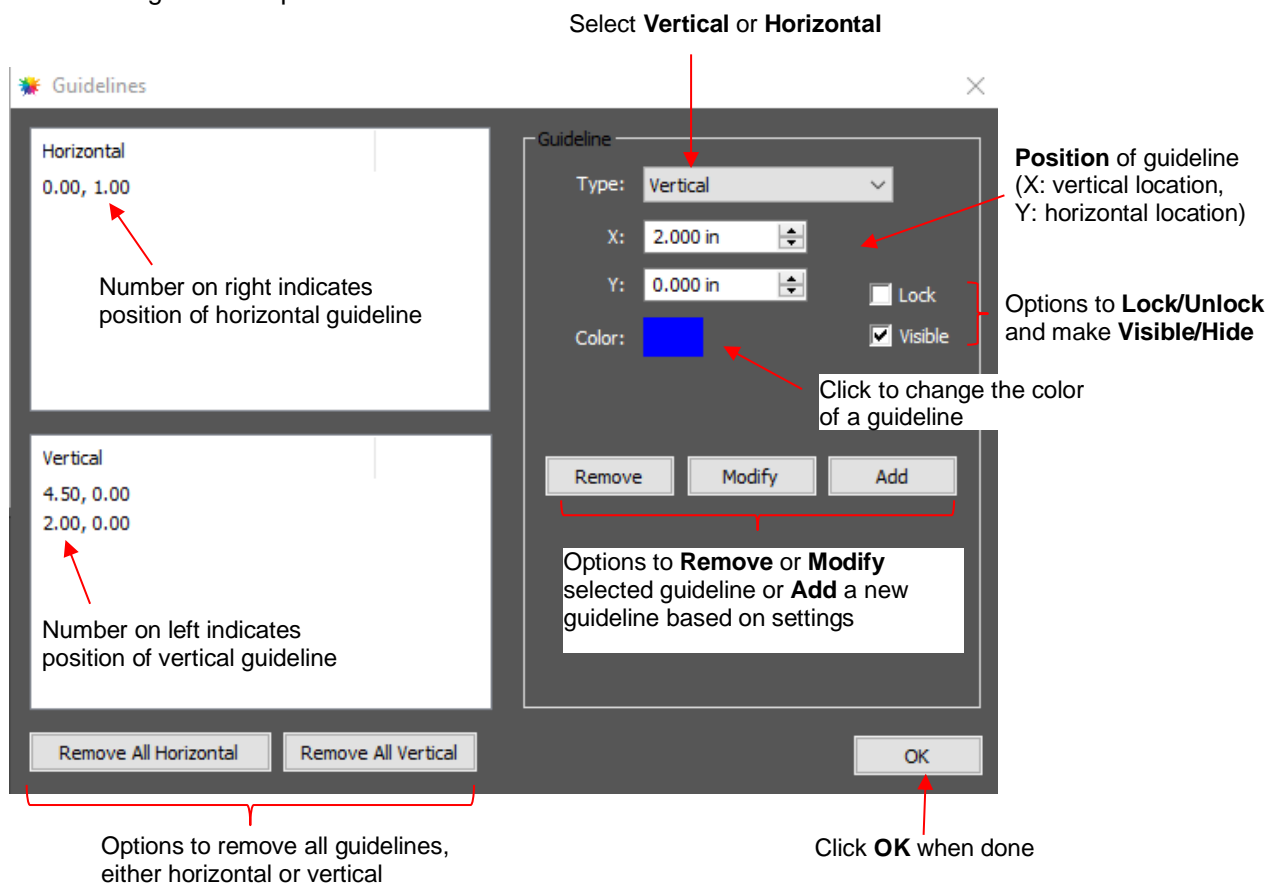 Select Vertical or Horizontal
Guidelines
Horizontal
0.00, 1.00
Number on right indicates
position of horizontal guideline
Vertical
4.50, 0.00
2.00, 0.00
Number on left indicates
position of vertical guideline
Remove All Horizontal
Remove All Vertical
Options to remove all guidelines,
either horizontal or vertical
Guideline
Type: Vertical
X: 2.000 in
Y: 0.000 in
Color:
Lock
Visible
Position of guideline
(X: vertical location,
Y: horizontal location)
Options to Lock/Unlock
and make Visible/Hide
Click to change the color
of a guideline
Remove
Modify
Add
Options to Remove or Modify
selected guideline or Add a new
guideline based on settings
OK
Click OK when done